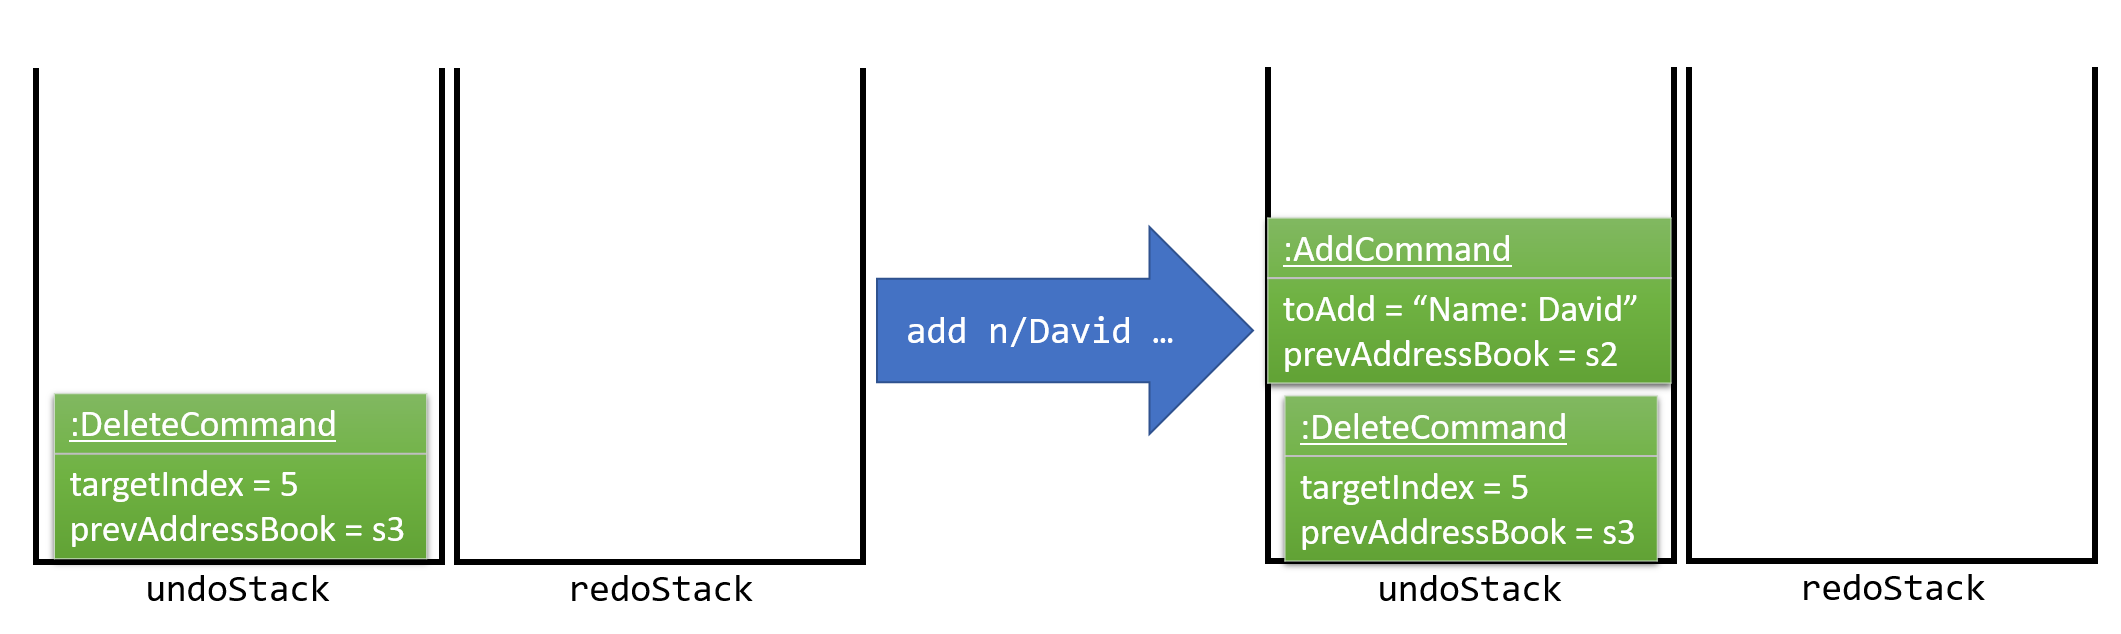 :DeleteCommand
targetIndex = 5
prevAddressBook = s3
undoStack
redoStack
add n/David …
:AddCommand
toAdd = “Name: David”
prevAddressBook = s2
:DeleteCommand
targetIndex = 5
prevAddressBook = s3
undoStack
redoStack